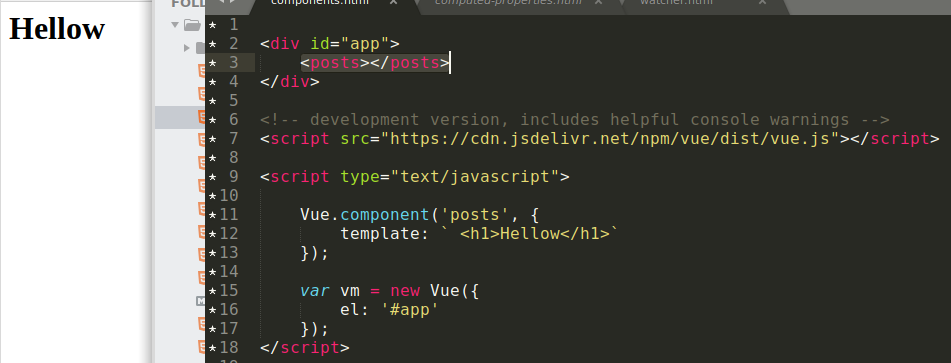 Hellow
FOLD
components.html × computed-properties.html × watcher.html ×
* 1
* 2 <div id="app">
* 3 <posts></posts>
* 4 </div>
* 5
* 6 <!-- development version, includes helpful console warnings -->
* 7 <script src="https://cdn.jsdelivr.net/npm/vue/dist/vue.js"></script>
* 8
* 9 <script type="text/javascript">
*10
*11 Vue.component('posts', {
*12 template: ` <h1>Hellow</h1>`
*13 });
*14
*15 var vm = new Vue({
*16 el: '#app'
*17 });
*18 </script>